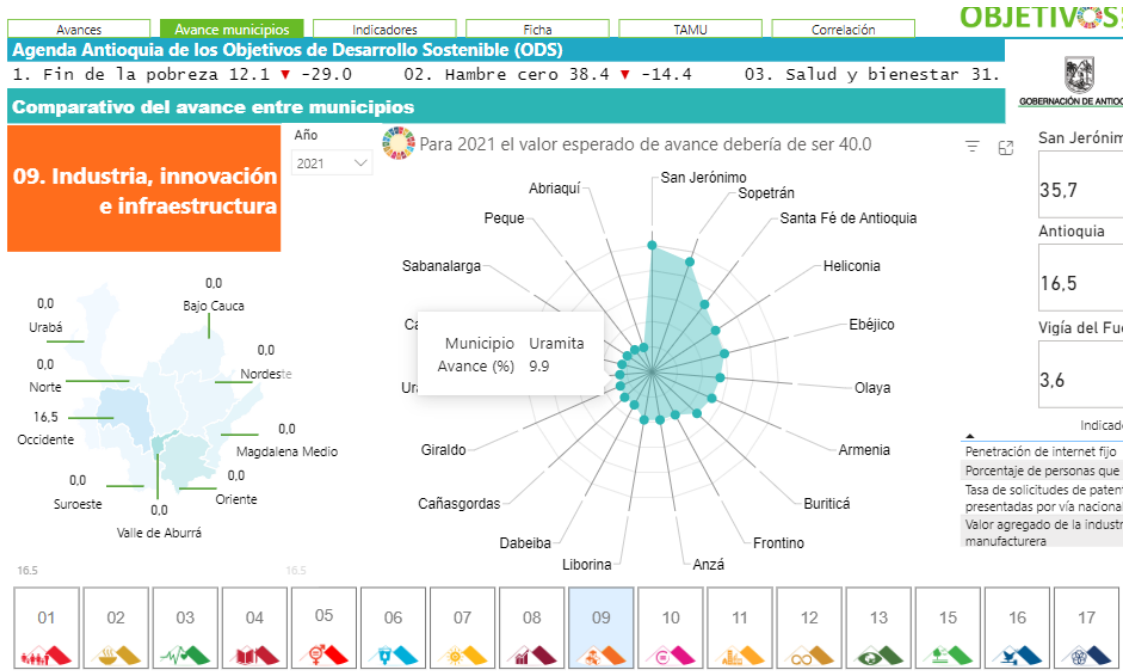 OBJETIVOS
Avances
Avance municipios
Indicadores
Ficha
TAMU
Correlación
Agenda Antioquia de los Objetivos de Desarrollo Sostenible (ODS)
1. Fin de la pobreza 12.1 ▼ -29.0 02. Hambre cero 38.4 ▼ -14.4 03. Salud y bienestar 31.
GOBERNACIÓN DE ANTIOQ
Comparativo del avance entre municipios
09. Industria, innovación
e infraestructura
Año
2021
Para 2021 el valor esperado de avance debería de ser 40.0
San Jerónim
35,7
Antioquia
16,5
Vigía del Fue
3,6
0,0
Urabá
0,0
Bajo Cauca
0,0
Nordeste
0,0
Norte
16,5
Occidente
0,0
Magdalena Medio
0,0
Suroeste
0,0
Oriente
0,0
Valle de Aburrá
San Jerónimo
Sopetrán
Santa Fé de Antioquia
Heliconia
Ebéjico
Olaya
Armenia
Buriticá
Frontino
Anzá
Liborina
Dabeiba
Cañasgordas
Giraldo
Ur
Ca
Sabanalarga
Peque
Abriaquí
Municipio Uramita
Avance (%) 9.9
Indicado
Penetración de internet fijo
Porcentaje de personas que
Tasa de solicitudes de patent
presentadas por vía nacional
Valor agregado de la industr
manufacturera
16.5
16.5
01 02 03 04 05 06 07 08 09 10 11 12 13 15 16 17